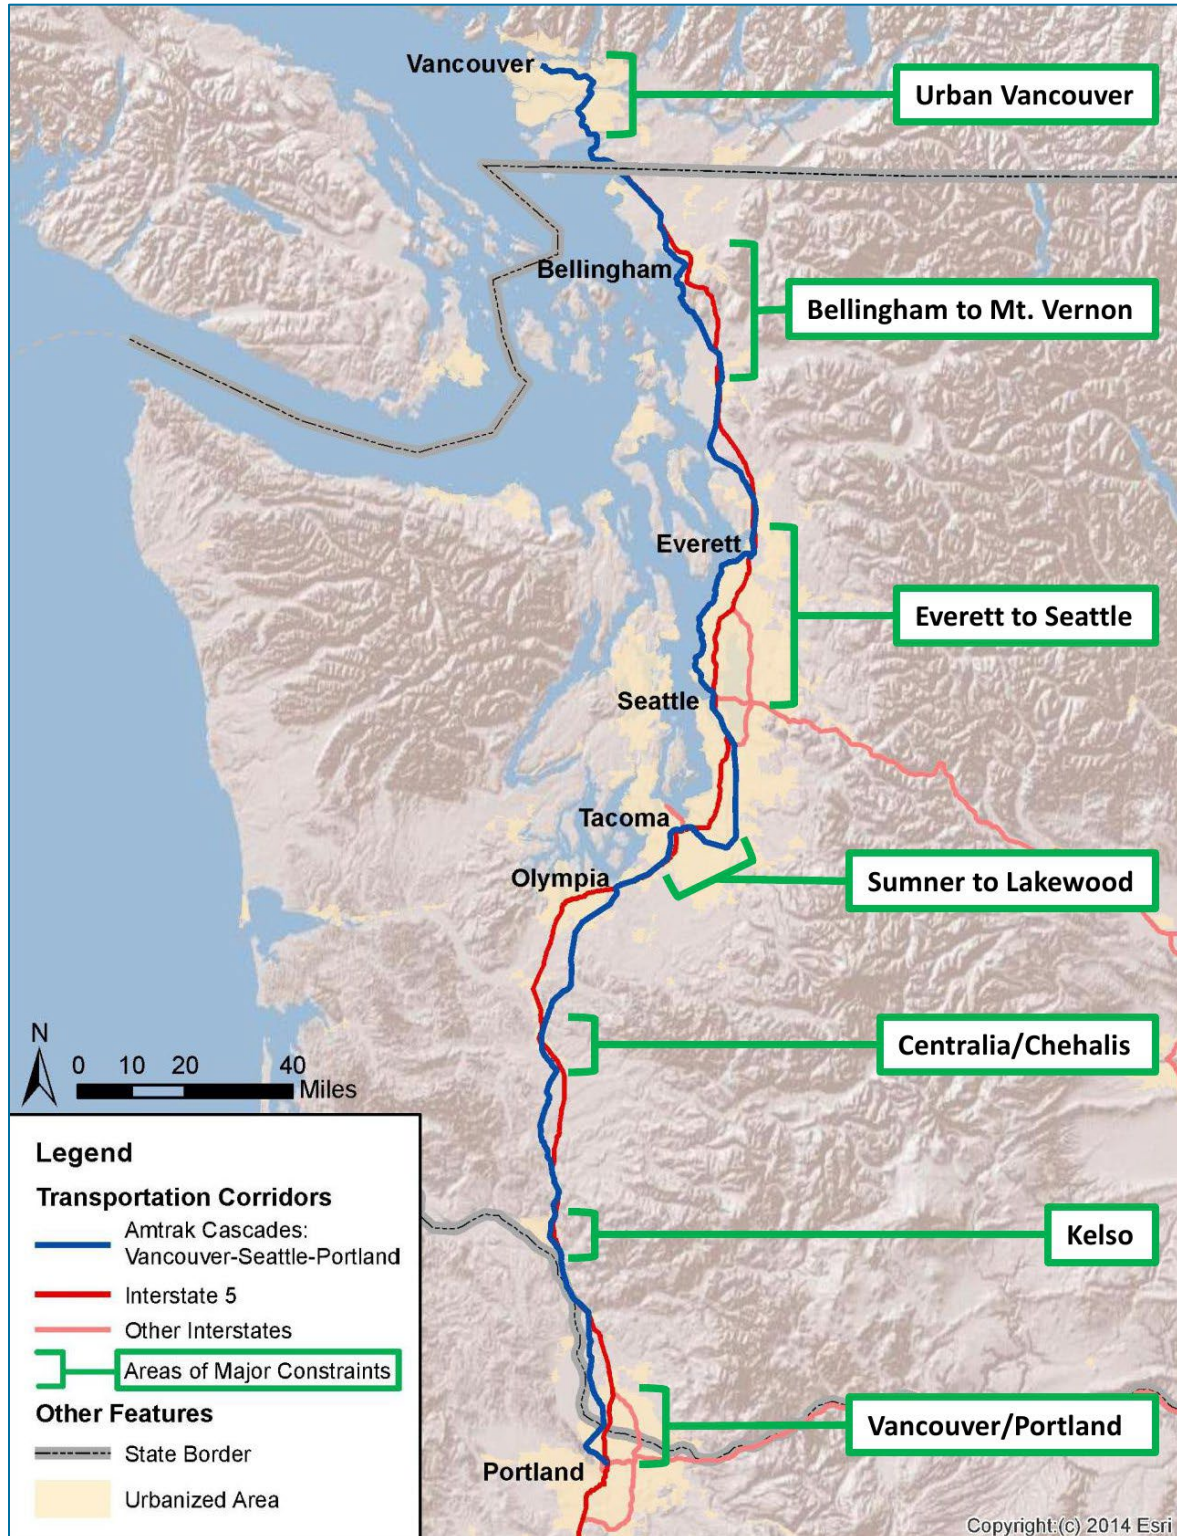 Vancouver
Urban Vancouver
Bellingham
Bellingham to Mt. Vernon
Everett
Everett to Seattle
Seattle
Tacoma
Olympia
Sumner to Lakewood
Centralia/Chehalis
N
0 10 20 40
Miles
Legend
Transportation Corridors
Amtrak Cascades:
Vancouver-Seattle-Portland
Interstate 5
Other Interstates
Areas of Major Constraints
Other Features
State Border
Urbanized Area
Kelso
Vancouver/Portland
Portland
Copyright:(c) 2014 Esri